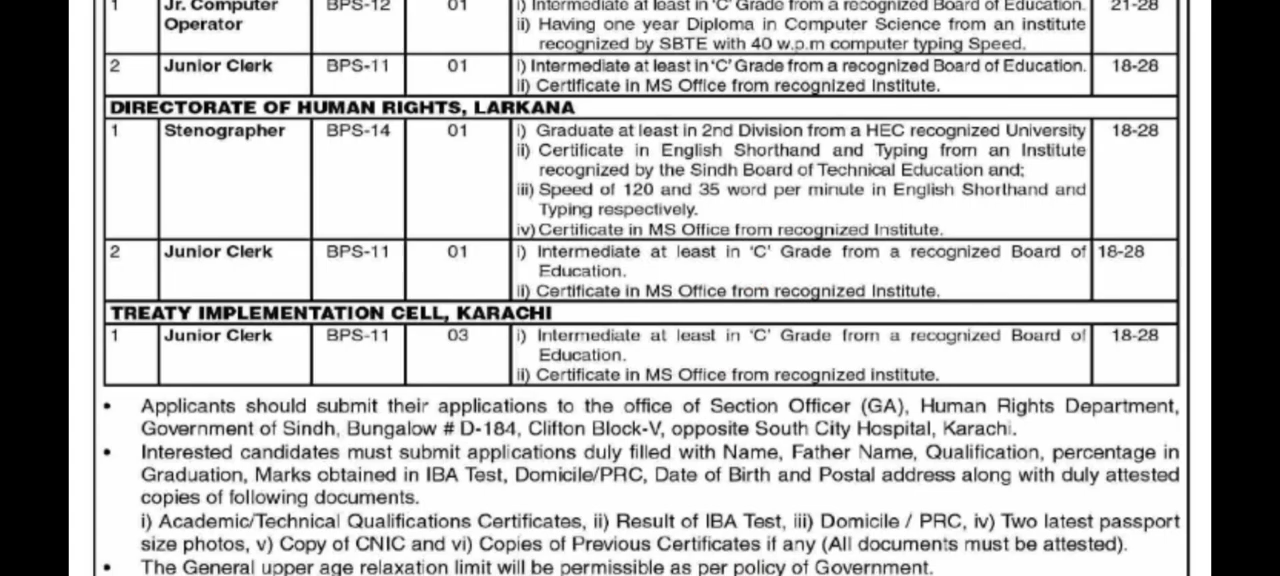 1 Jr. Computer BPS-12 01 i) Intermediate at least in 'C' Grade from a recognized Board of Education. 21-28
Operator ii) Having one year Diploma in Computer Science from an institute
recognized by SBTE with 40 w.p.m computer typing Speed.
2 Junior Clerk BPS-11 01 i) Intermediate at least in 'C' Grade from a recognized Board of Education. 18-28
ii) Certificate in MS Office from recognized Institute.
DIRECTORATE OF HUMAN RIGHTS, LARKANA
1 Stenographer BPS-14 01 i) Graduate at least in 2nd Division from a HEC recognized University 18-28
ii) Certificate in English Shorthand and Typing from an Institute
recognized by the Sindh Board of Technical Education and;
iii) Speed of 120 and 35 word per minute in English Shorthand and
Typing respectively.
iv) Certificate in MS Office from recognized Institute.
2 Junior Clerk BPS-11 01 i) Intermediate at least in 'C' Grade from a recognized Board of 18-28
Education.
ii) Certificate in MS Office from recognized Institute.
TREATY IMPLEMENTATION CELL, KARACHI
1 Junior Clerk BPS-11 03 i) Intermediate at least in 'C' Grade from a recognized Board of 18-28
Education.
ii) Certificate in MS Office from recognized institute.
• Applicants should submit their applications to the office of Section Officer (GA), Human Rights Department,
Government of Sindh, Bungalow # D-184, Clifton Block-V, opposite South City Hospital, Karachi.
• Interested candidates must submit applications duly filled with Name, Father Name, Qualification, percentage in
Graduation, Marks obtained in IBA Test, Domicile/PRC, Date of Birth and Postal address along with duly attested
copies of following documents.
i) Academic/Technical Qualifications Certificates, ii) Result of IBA Test, iii) Domicile / PRC, iv) Two latest passport
size photos, v) Copy of CNIC and vi) Copies of Previous Certificates if any (All documents must be attested).
• The General upper age relaxation limit will be permissible as per policy of Government.